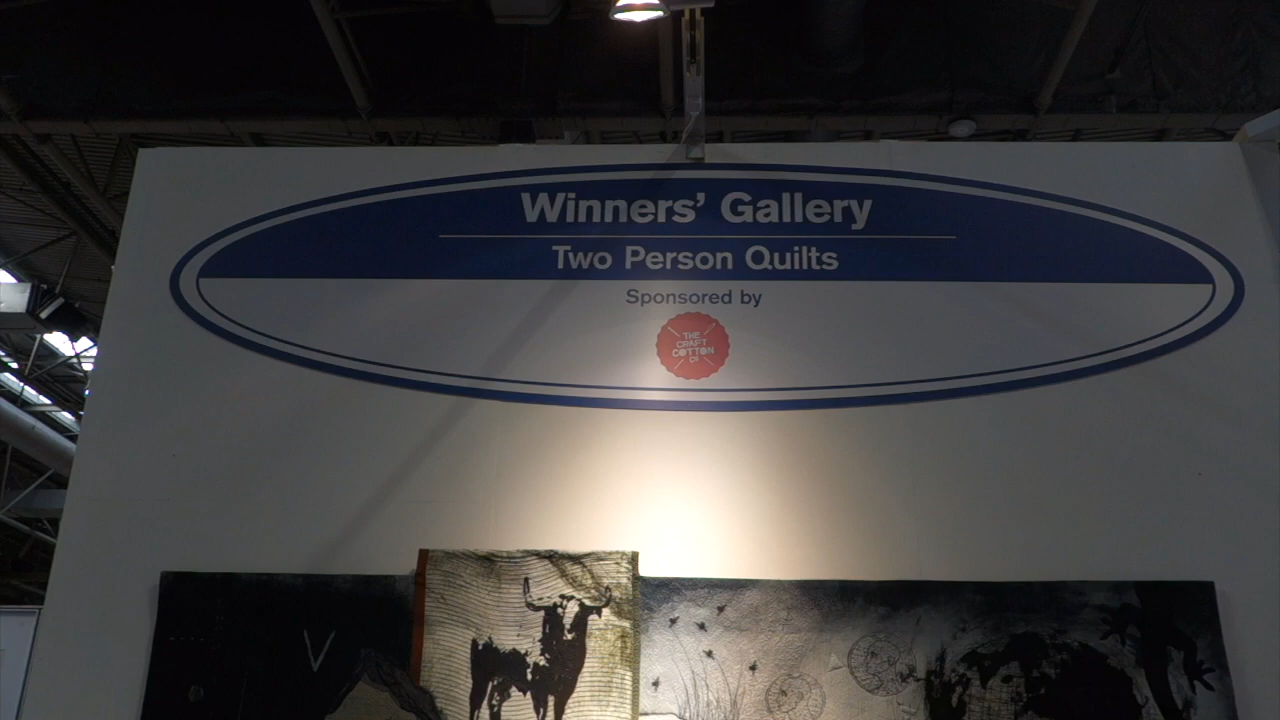 Winners' Gallery
Two Person Quilts
Sponsored by
THE
CRAFT
COTTON
CO